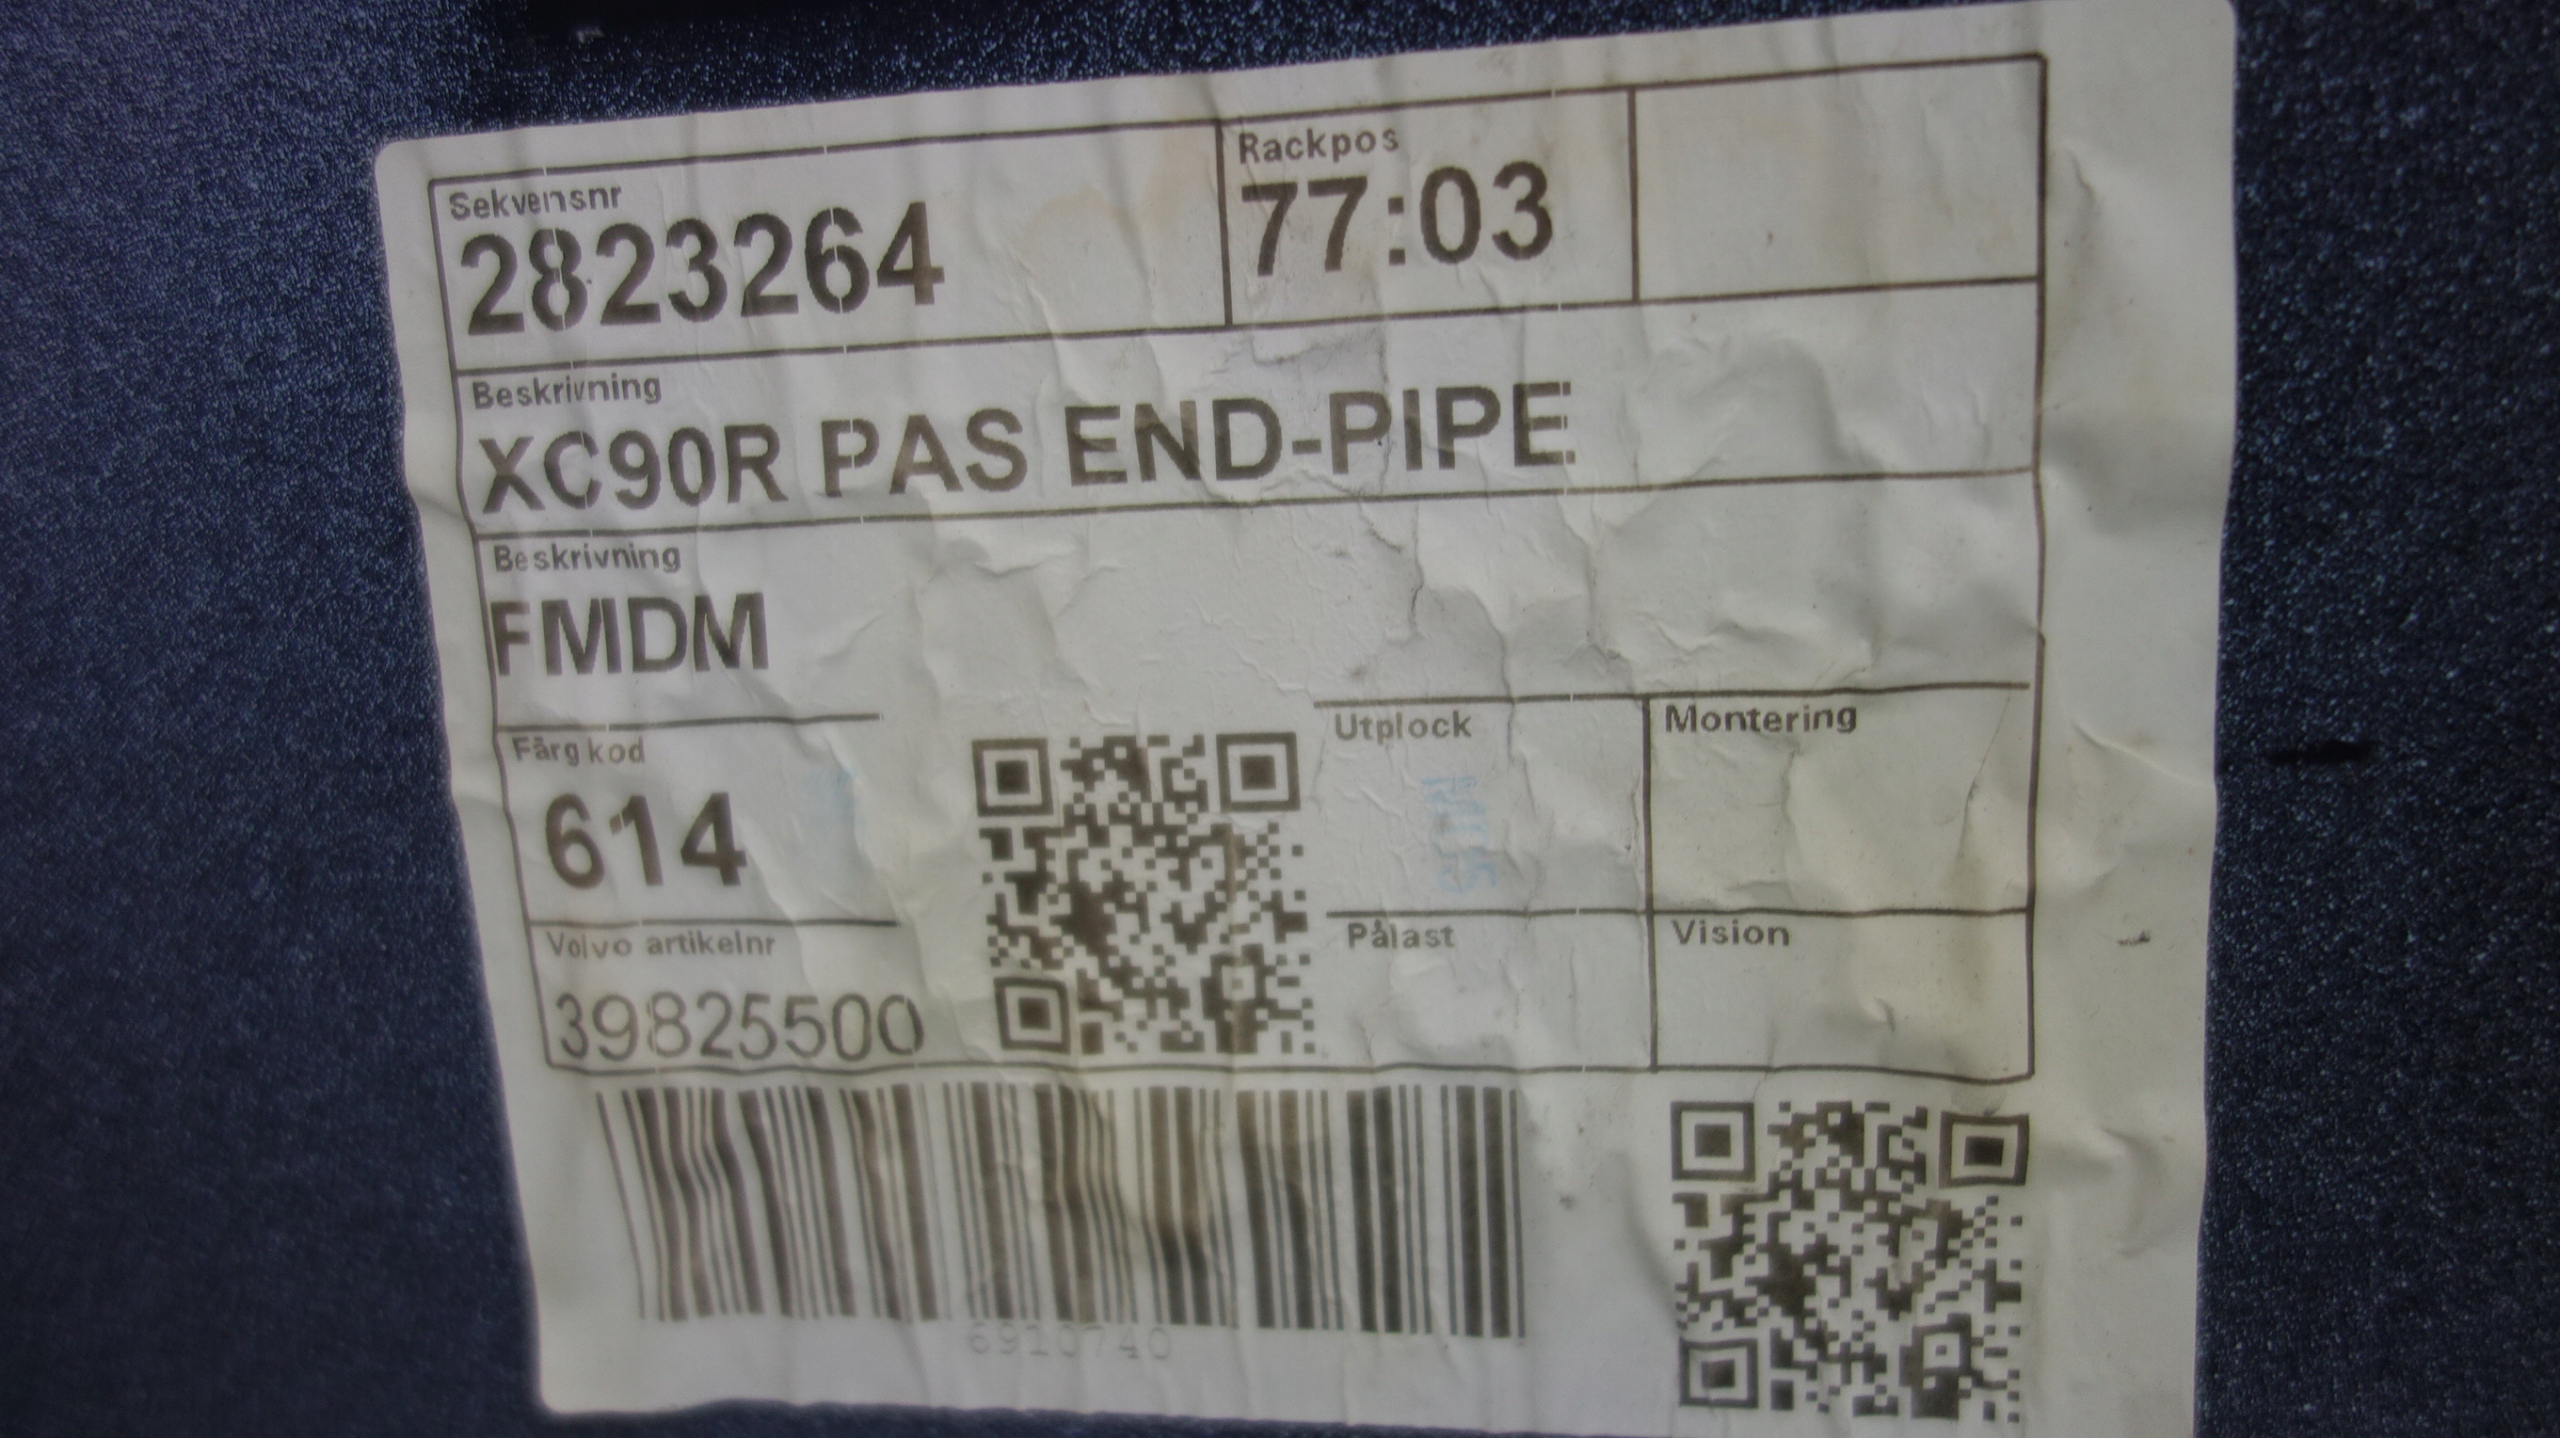 Sekvensnr
2823264
Rackpos
77:03
Beskrivning
XC90R PAS END-PIPE
Beskrivning
FMDM
Färg kod
614
Utplock
Montering
Volvo artikelnr
39825500
Pålast
Vision
6910740